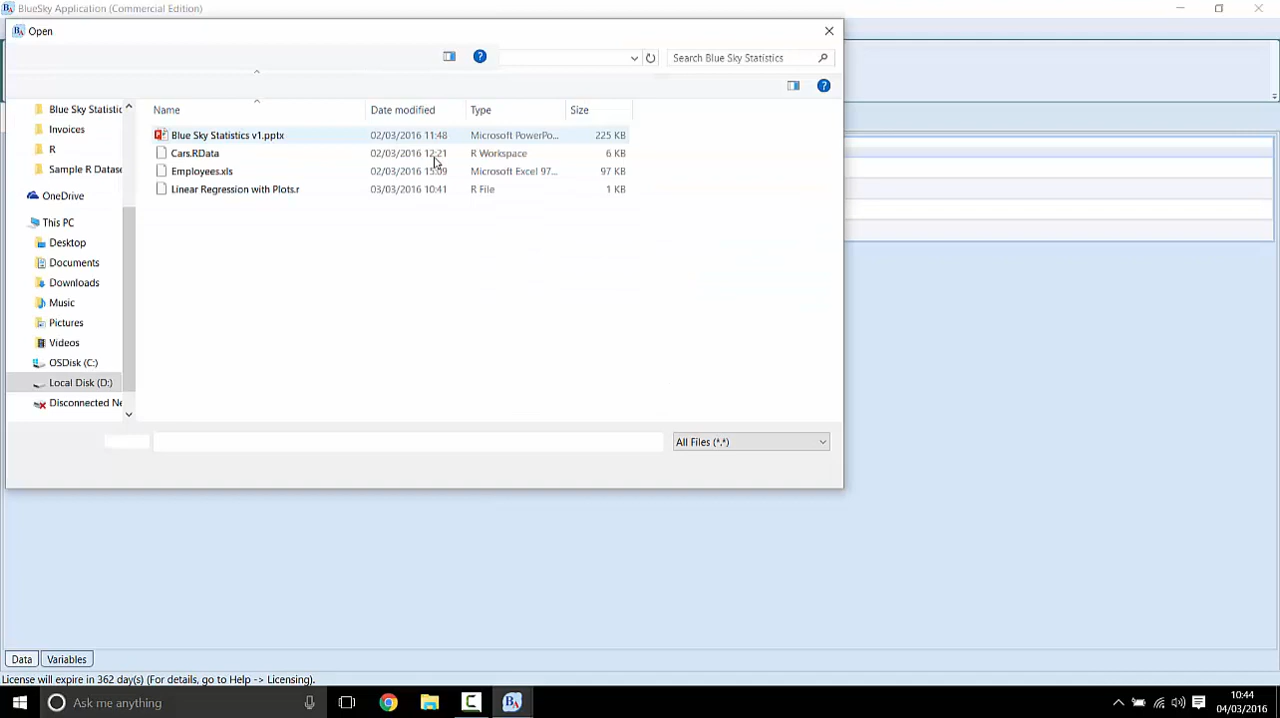 BlueSky Application (Commercial Edition)
Open
Search Blue Sky Statistics
Name Date modified Type Size
Blue Sky Statistics v1.pptx 02/03/2016 11:48 Microsoft PowerPo... 225 KB
Cars.RData 02/03/2016 12:21 R Workspace 6 KB
Employees.xls 02/03/2016 15:09 Microsoft Excel 97... 97 KB
Linear Regression with Plots.r 03/03/2016 10:41 R File 1 KB
Blue Sky Statistic
Invoices
R
Sample R Datase
OneDrive
This PC
Desktop
Documents
Downloads
Music
Pictures
Videos
OSDisk (C:)
Local Disk (D:)
Disconnected Ne
All Files (*.*)
Data Variables
License will expire in 362 day(s) (For details, go to Help -> Licensing).
Ask me anything
10:44
04/03/2016